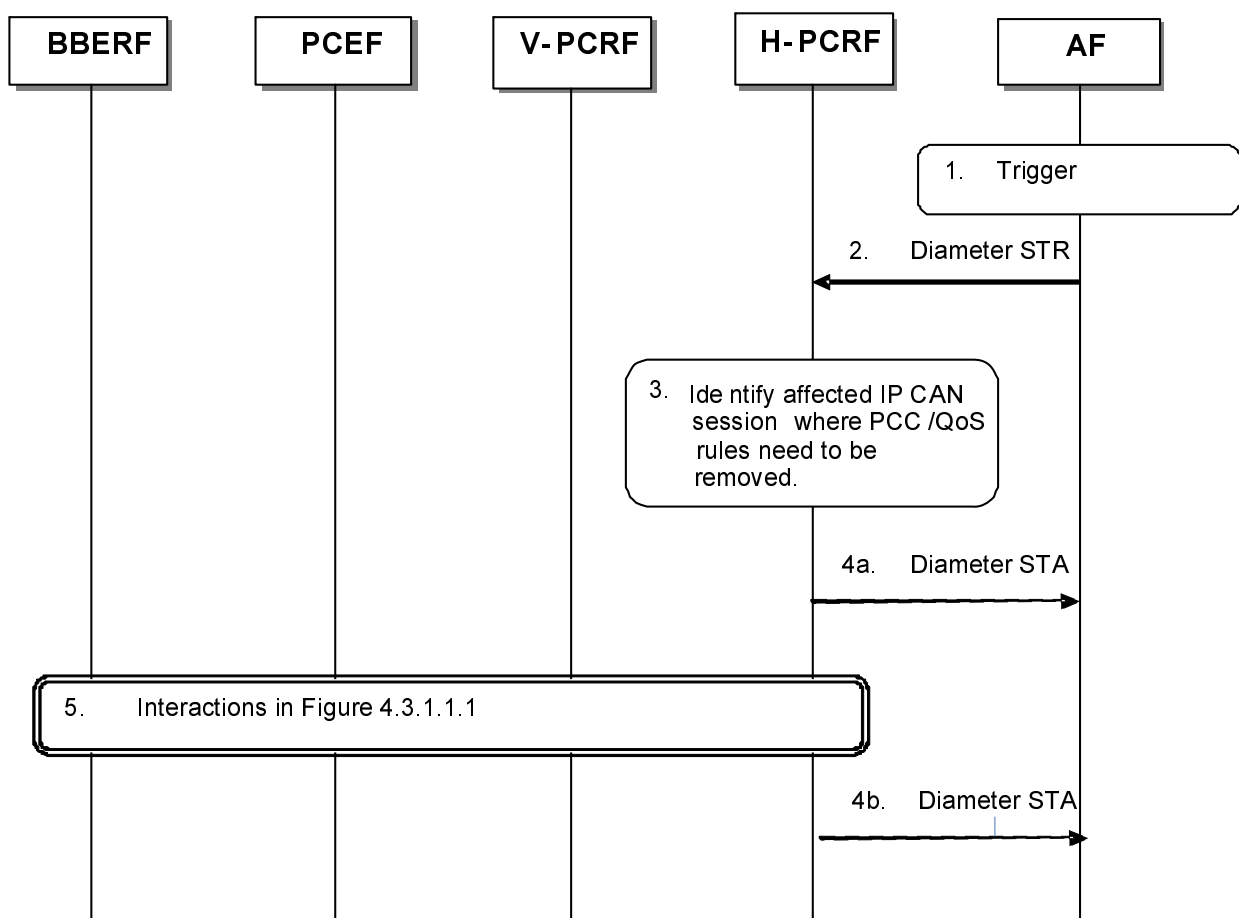 BBERF PCEF V-PCRF H-PCRF AF
1. Trigger
2. Diameter STR
3. Ide ntify affected IP CAN
session where PCC /QoS
rules need to be
removed.
4a. Diameter STA
5. Interactions in Figure 4.3.1.1.1
4b. Diameter STA